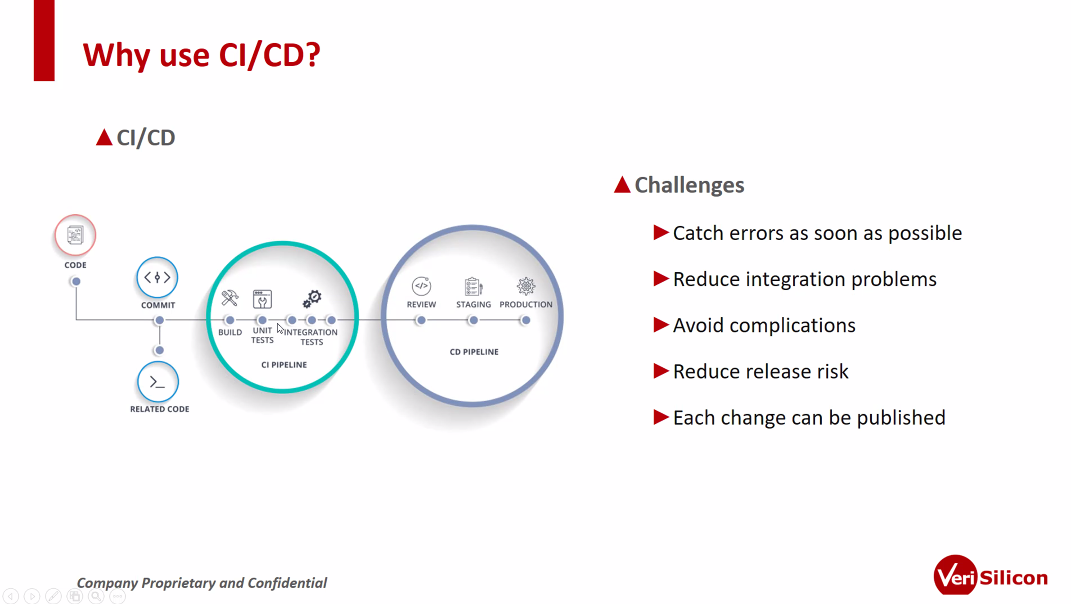 Why use CI/CD?
CI/CD
CODE
COMMIT
RELATED CODE
BUILD
UNIT
TESTS
INTEGRATION
TESTS
CI PIPELINE
REVIEW
STAGING
PRODUCTION
CD PIPELINE
Challenges
Catch errors as soon as possible
Reduce integration problems
Avoid complications
Reduce release risk
Each change can be published
Company Proprietary and Confidential
VeriSilicon